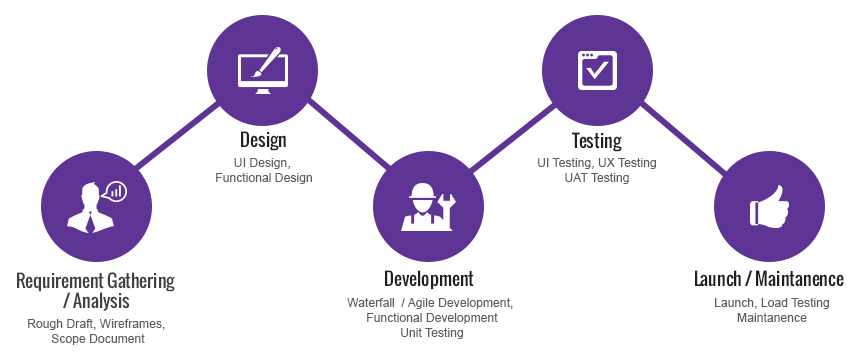 Requirement Gathering
/ Analysis
Rough Draft, Wireframes,
Scope Document
Design
UI Design,
Functional Design
Development
Waterfall / Agile Development,
Functional Development
Unit Testing
Testing
UI Testing, UX Testing
UAT Testing
Launch / Maintanence
Launch, Load Testing
Maintanence